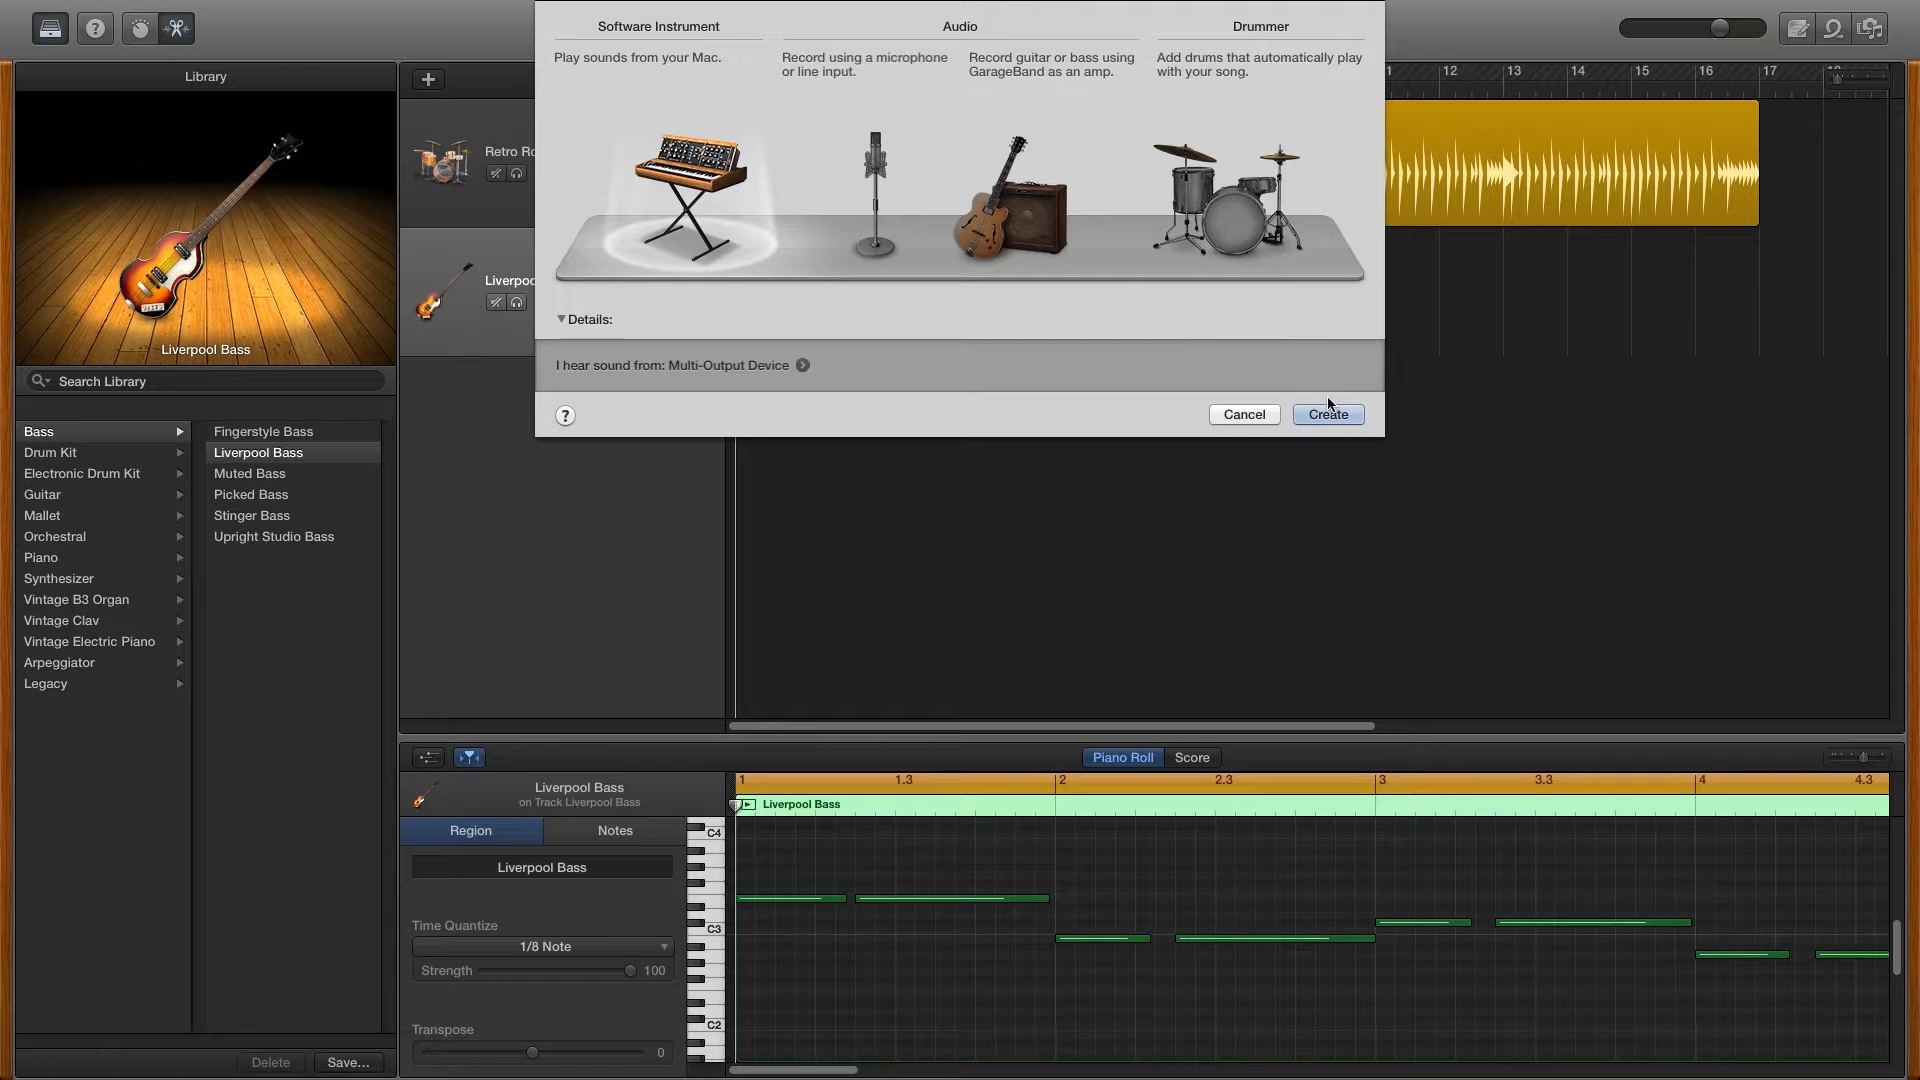 Software Instrument
Audio
Drummer
Play sounds from your Mac.
Record using a microphone
or line input.
Record guitar or bass using
GarageBand as an amp.
Add drums that automatically play
with your song.
Details:
I hear sound from: Multi-Output Device
?
Cancel
Create
?
Library
Liverpool Bass
Search Library
Bass
Drum Kit
Electronic Drum Kit
Guitar
Mallet
Orchestral
Piano
Synthesizer
Vintage B3 Organ
Vintage Clav
Vintage Electric Piano
Arpeggiator
Legacy
Fingerstyle Bass
Liverpool Bass
Muted Bass
Picked Bass
Stinger Bass
Upright Studio Bass
Delete
Save...
+
Retro Ro
Liverpoo
1 12 13 14 15 16 17
Piano Roll
Score
Liverpool Bass
on Track Liverpool Bass
Region
Notes
Liverpool Bass
Time Quantize
1/8 Note
Strength 100
Transpose
0
1 1.3 2 2.3 3 3.3 4 4.3
Liverpool Bass
C4
C3
C2